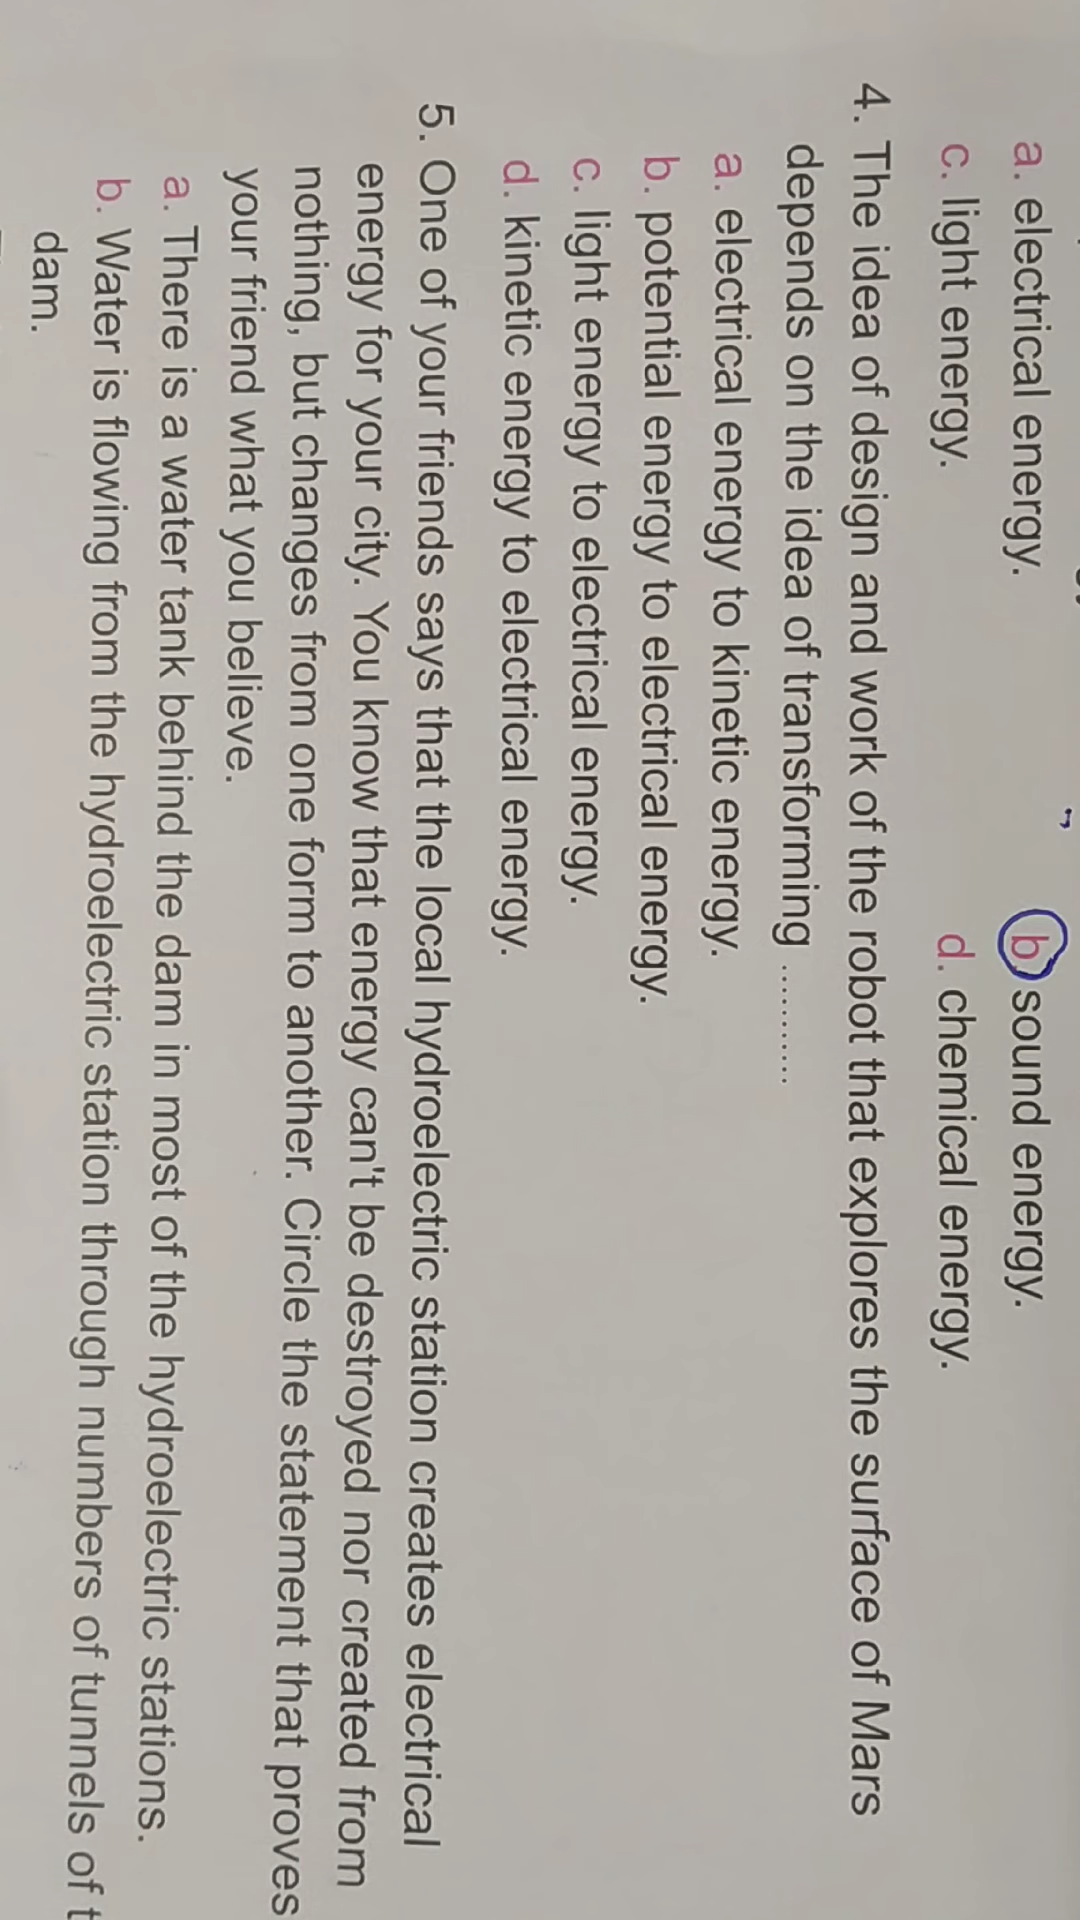 a. electrical energy. b. sound energy.
c. light energy. d. chemical energy.
4. The idea of design and work of the robot that explores the surface of Mars
depends on the idea of transforming ..........
a. electrical energy to kinetic energy.
b. potential energy to electrical energy.
c. light energy to electrical energy.
d. kinetic energy to electrical energy.
5. One of your friends says that the local hydroelectric station creates electrical
energy for your city. You know that energy can't be destroyed nor created from
nothing, but changes from one form to another. Circle the statement that proves
your friend what you believe.
a. There is a water tank behind the dam in most of the hydroelectric stations.
b. Water is flowing from the hydroelectric station through numbers of tunnels of
dam.